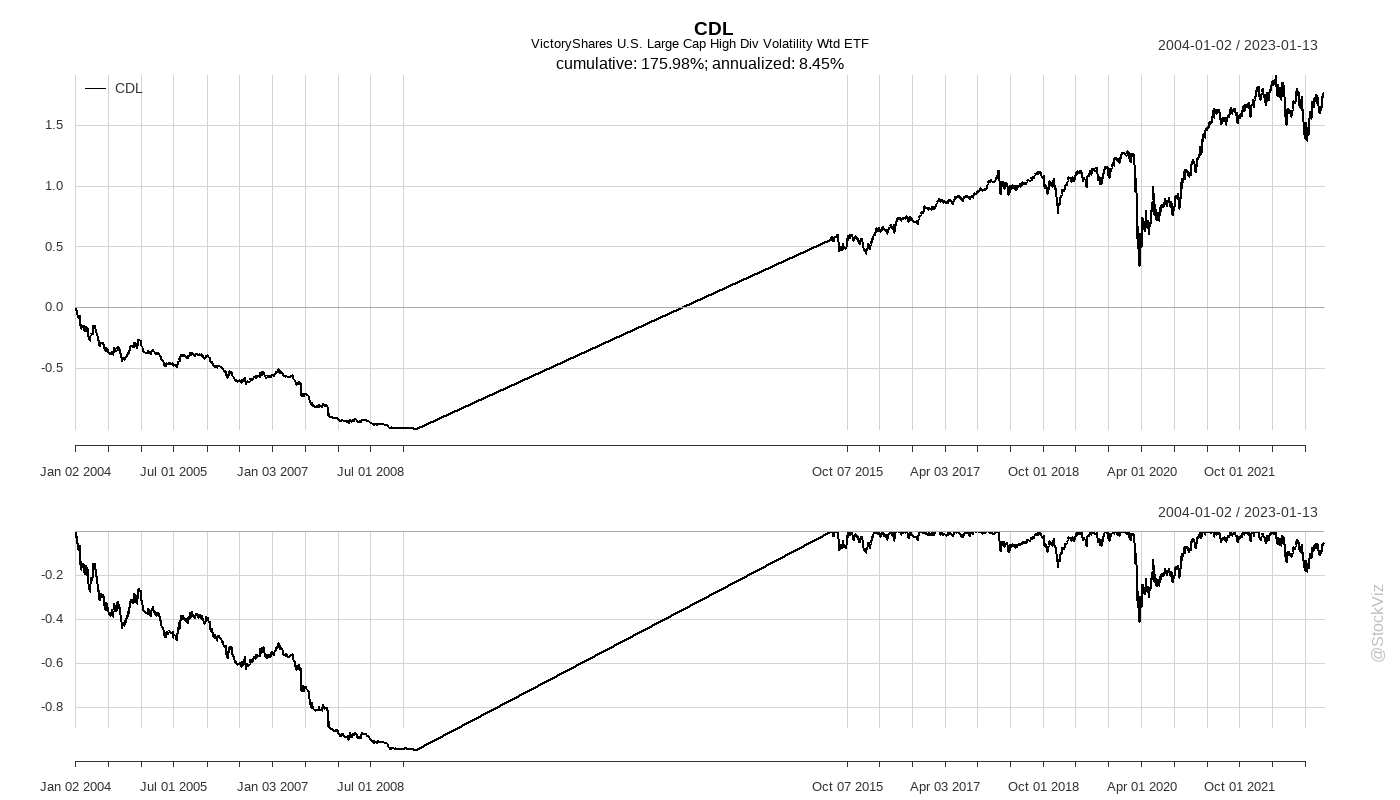 CDL
VictoryShares U.S. Large Cap High Div Volatility Wtd ETF
2004-01-02 / 2023-01-13
cumulative: 175.98%; annualized: 8.45%
CDL
1.5
1.0
0.5
0.0
-0.5
Jan 02 2004 Jul 01 2005 Jan 03 2007 Jul 01 2008 Oct 07 2015 Apr 03 2017 Oct 01 2018 Apr 01 2020 Oct 01 2021
2004-01-02 / 2023-01-13
-0.2
-0.4
-0.6
-0.8
Jan 02 2004 Jul 01 2005 Jan 03 2007 Jul 01 2008 Oct 07 2015 Apr 03 2017 Oct 01 2018 Apr 01 2020 Oct 01 2021
@StockViz